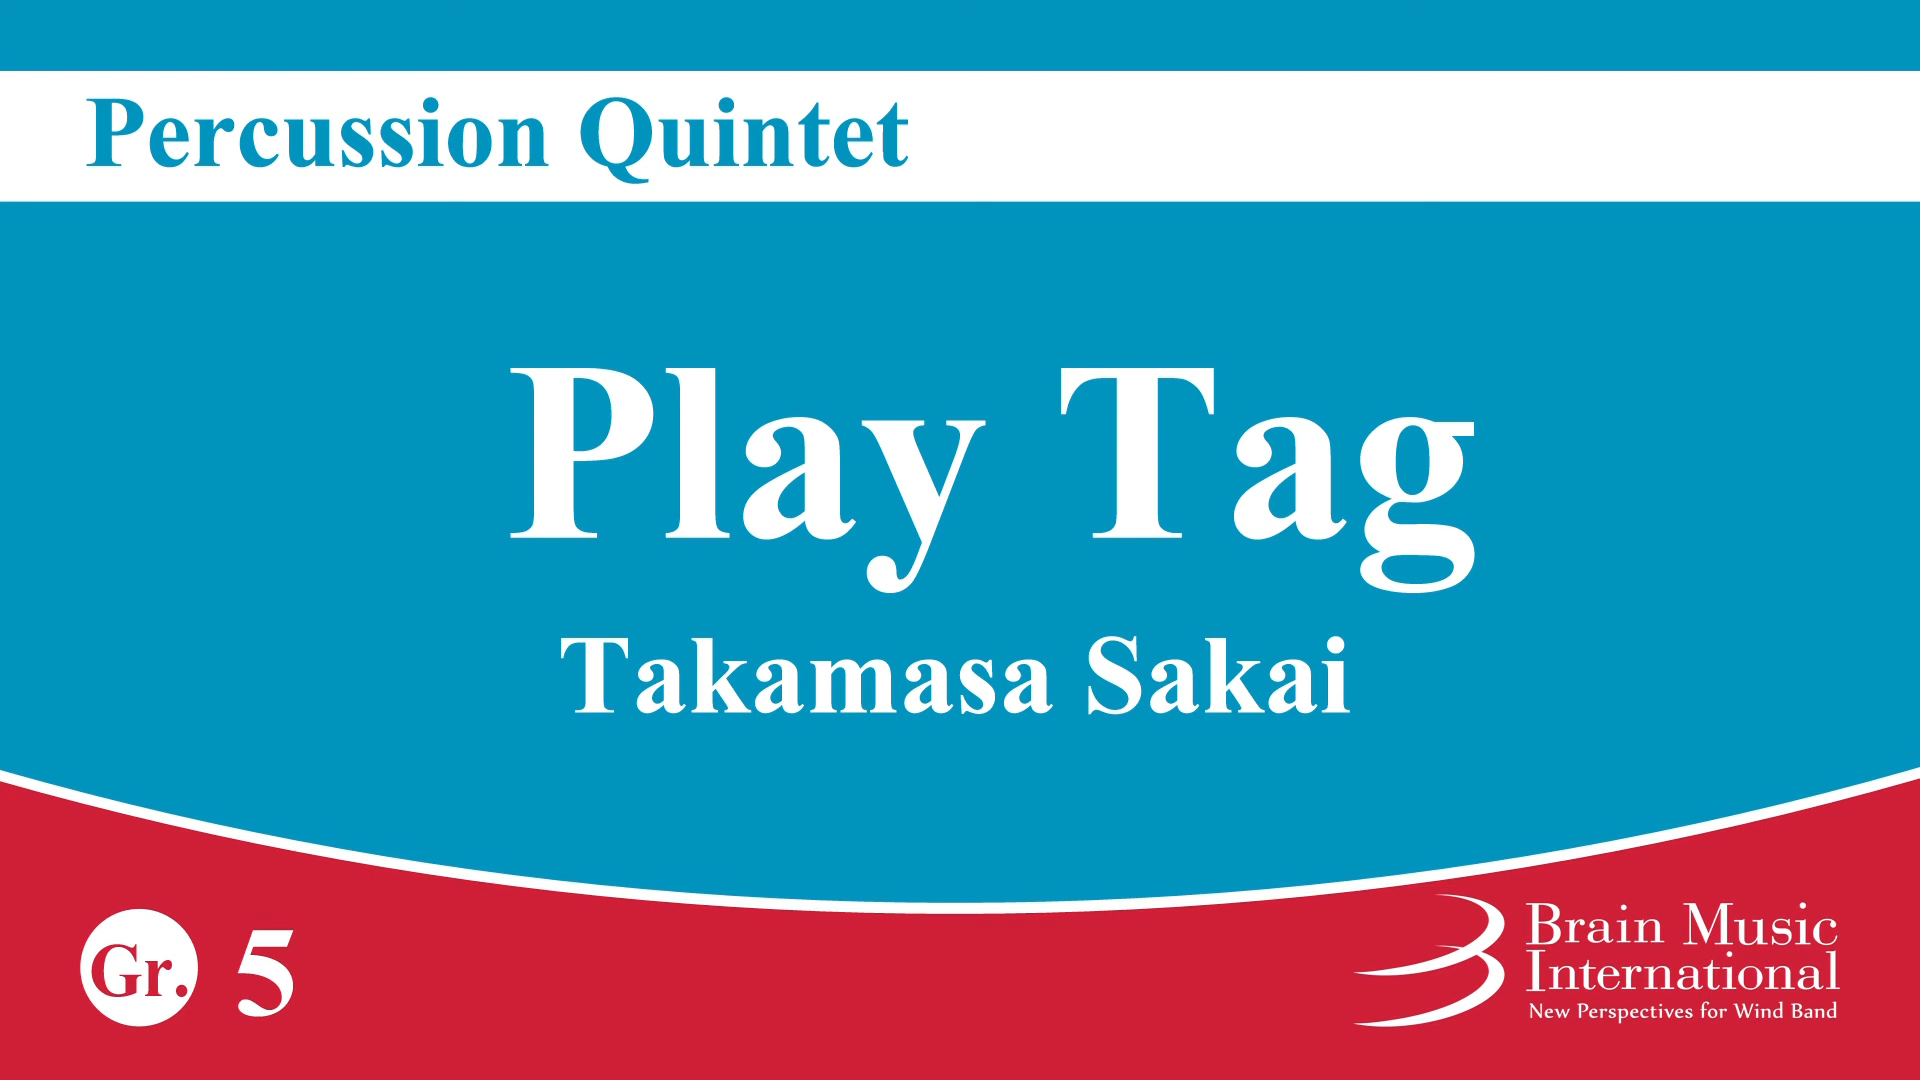 Percussion Quintet
Play Tag
Takamasa Sakai
Gr. 5
Brain Music
International
New Perspectives for Wind Band